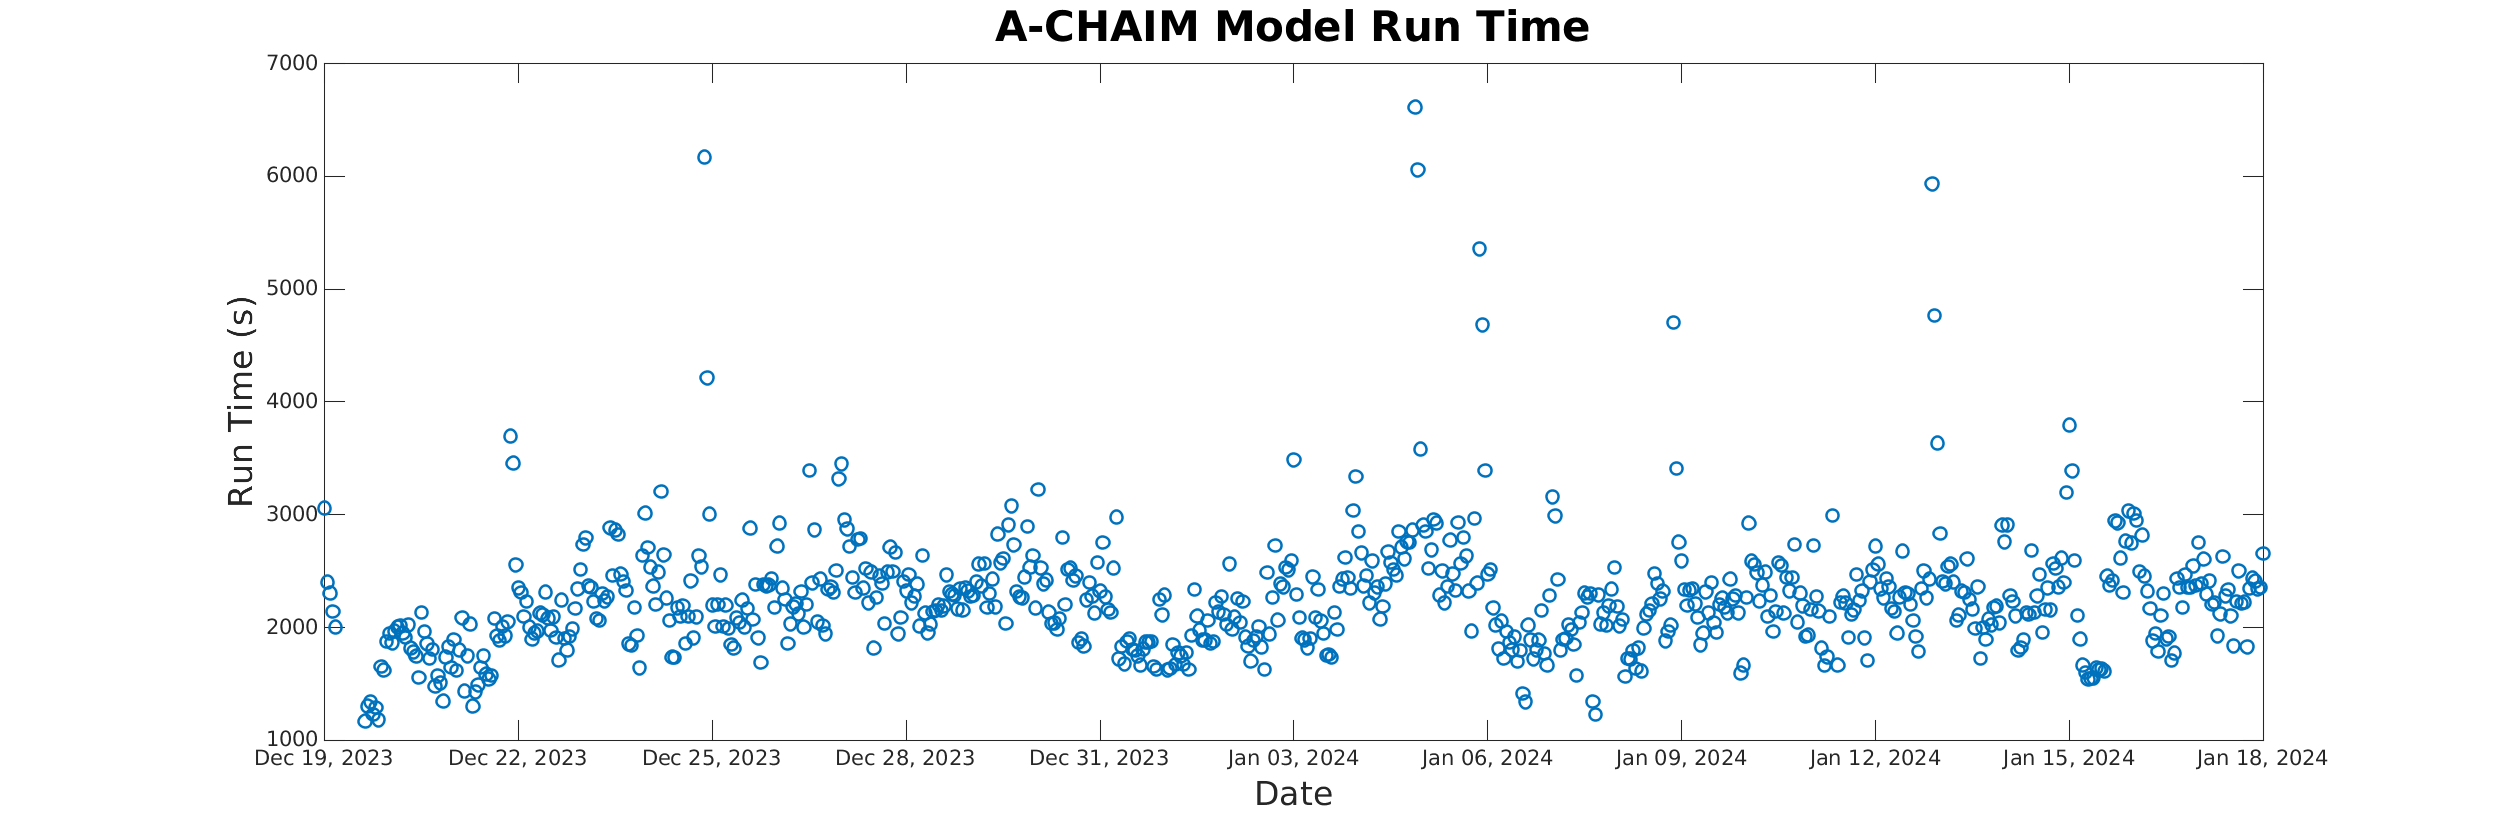 A-CHAIM Model Run Time
7000
6000
5000
4000
3000
2000
1000
Run Time (s)
Dec 19, 2023 Dec 22, 2023 Dec 25, 2023 Dec 28, 2023 Dec 31, 2023 Jan 03, 2024 Jan 06, 2024 Jan 09, 2024 Jan 12, 2024 Jan 15, 2024 Jan 18, 2024
Date